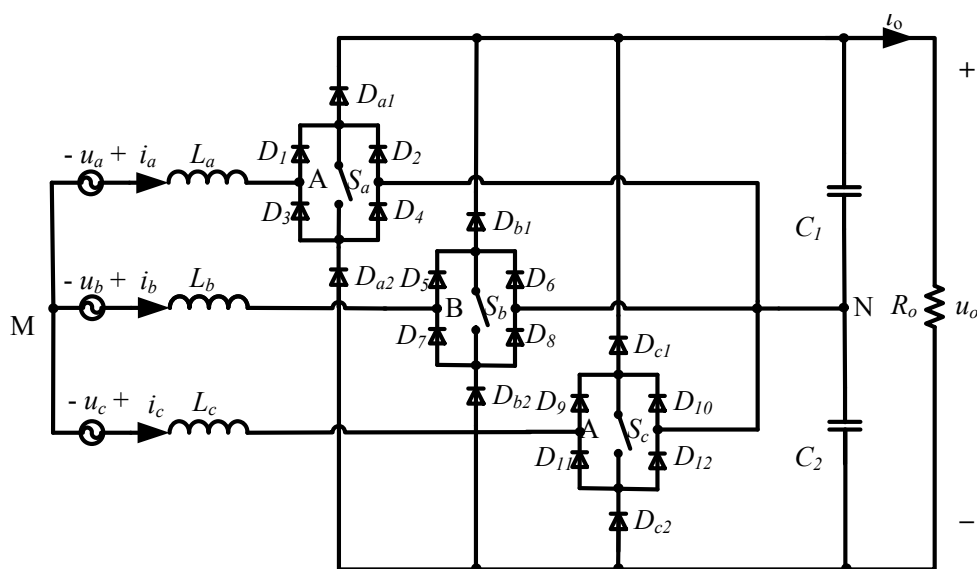 i_o
+
D_a1
- u_a + i_a L_a
D_1 D_2
A S_a
D_3 D_4
D_b1
C_1
D_a2
- u_b + i_b L_b
D_5 D_6
M
B S_b
N R_o u_o
D_7 D_8
D_c1
- u_c + i_c L_c
D_b2
D_9 D_10
A S_c
D_11 D_12
C_2
D_c2
−